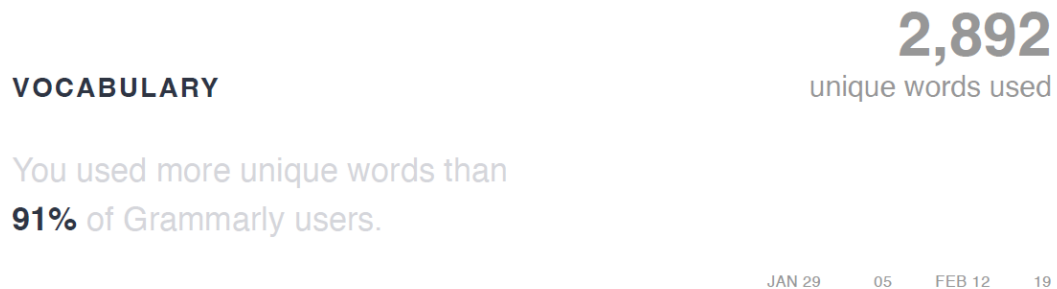 2,892
VOCABULARY
unique words used
You used more unique words than
91% of Grammarly users.
JAN 29 05 FEB 12 19